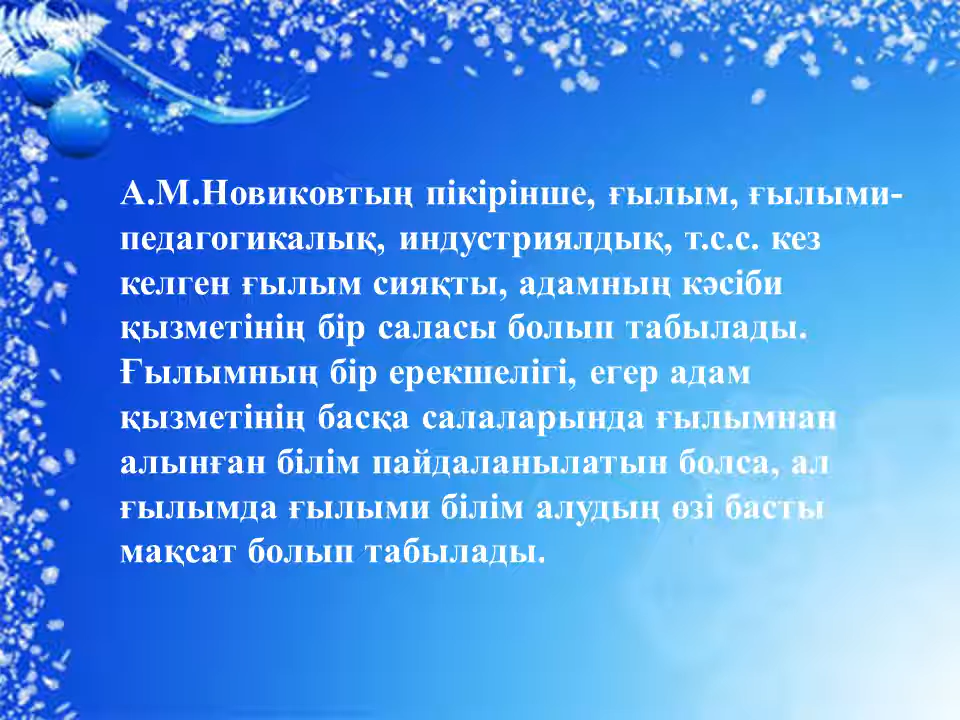 А.М.Новиковтың пікірінше, ғылым, ғылыми-
педагогикалық, индустриялдық, т.с.с. кез
келген ғылым сияқты, адамның кәсіби
қызметінің бір саласы болып табылады.
Ғылымның бір ерекшелігі, егер адам
қызметінің басқа салаларында ғылымнан
алынған білім пайдаланылатын болса, ал
ғылымда ғылыми білім алудың өзі басты
мақсат болып табылады.